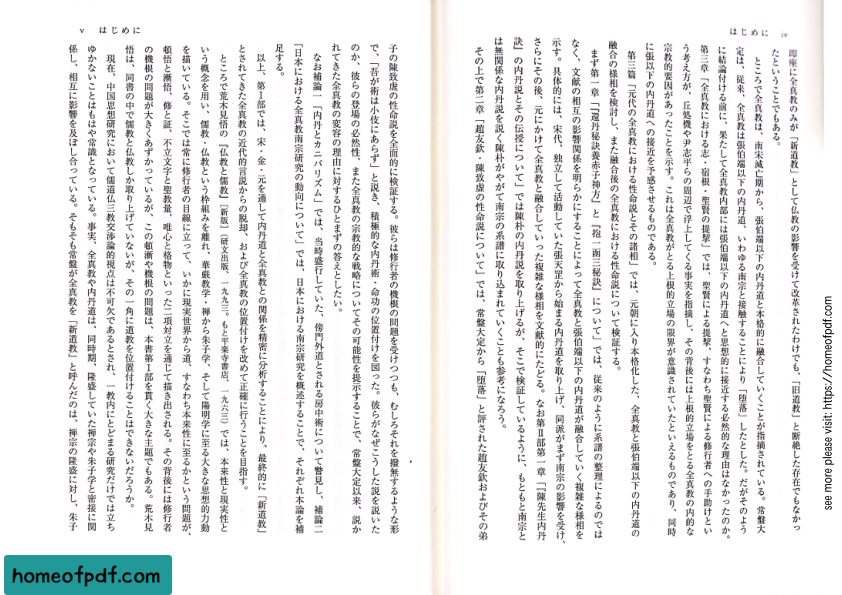 はじめに iv
即座に全真教のみが「新道教」として仏教の影響を受けて改革されたわけでも、「旧道教」と断絶した存在でもなかっ
たということでもある。
ところで全真教は、南宋滅亡期から、張伯端以下の内丹道と本格的に融合していくことが指摘されている。常盤大
定は、従来、全真教は張伯端以下の内丹道、いわゆる南宗と接触することにより「堕落」したとした。だがそのよう
に結論付ける前に、果たして全真教内部には張伯端以下の内丹道へと思想的に接近する必然的な理由はなかったのか。
第三章「全真教における志・宿根・聖賢の提挈」では、聖賢による提挈、すなわち聖賢による修行者への手助けとい
う考え方が、丘処機や尹志平らの周辺で浮上してくる事実を指摘し、その背後には上根的立場をとる全真教の内的な
宗教的要因があったことを示す。これは全真教がとる上根的立場の限界が意識されていたといえるものであり、同時
に張以下の内丹道への接近を予感させるものである。
第三篇「元代の全真教における性命説とその諸相」では、元朝に入り本格化した、全真教と張伯端以下の内丹道の
融合の様相を検討し、また融合後の全真教における性命説について検証する。
まず第一章「『還丹秘訣養赤子神方』と『抱一函三秘訣』について」では、従来のように系譜の整理によるのでは
なく、文献の相互の影響関係を明らかにすることによって全真教と張伯端以下の内丹道が融合していく複雑な様相を
示す。具体的には、宋代、独立して活動していた張天罡から始まる内丹道を取り上げ、同派がまず南宗の影響を受け、
さらにその後、元にかけて全真教と融合していった複雑な様相を文献的にたどる。なお第Ⅱ部第一章「『陳先生内丹
訣』の内丹説とその伝授について」では陳朴の内丹説を取り上げるが、そこで検証しているように、もともと南宗と
は無関係な内丹説を説く陳朴がやがて南宗の系譜に取り込まれていくことも参考になろう。
その上で第二章「趙友欽・陳致虚の性命説について」では、常盤大定から「堕落」と評された趙友欽およびその弟
v はじめに
子の陳致虚の性命説を全面的に検証する。彼らは修行者の機根の問題を受けつつも、むしろそれを撥無するような形
で、「吾が術は小伎にあらず」と説き、積極的な内丹術・命功の位置付けを図った。彼らがなぜこうした説を説いた
のか、彼らの登場の必然性、また全真教の宗教的な戦略についてその可能性を提示することで、常盤大定以来、説か
れてきた全真教の変容の理由に対するひとまずの答えとしたい。
なお補論一「内丹とカニバリズム」では、当時盛行していた、傍門外道とされる房中術について瞥見し、補論二
「日本における全真教南宗研究の動向について」では、日本における南宗研究を概述することで、それぞれ本論を補
足する。
以上、第Ⅰ部では、宋・金・元を通して内丹道と全真教との関係を精密に分析することにより、最終的に「新道教」
とされてきた全真教の近代的言説からの脱却、および全真教の位置付けを改めて正確に行うことを目指す。
ところで荒木見悟の『仏教と儒教』[新版](研文出版、一九九三。もと平楽寺書店、一九六三)では、本来性と現実性と
いう概念を用い、儒教・仏教という枠組みを離れ、華厳教学・禅から朱子学、そして陽明学に至る大きな思想的力動
を描いている。そこでは常に修行者の目線に立って、いかに現実世界から道、すなわち本来性に至るかという問題が、
頓悟と漸悟、修と証、不立文字と聖教量、唯心と格物といった二項対立を通じて描き出される。その背後には修行者
の機根の問題が大きくあずかっているが、この頓漸や機根の問題は、本書第Ⅰ部を貫く大きな主題でもある。荒木見
悟は、同書の中で儒教と仏教しか取り上げていないが、その一角に道教を位置付けることはできないだろうか。
現在、中国思想研究において儒道仏三教交渉論的視点は不可欠であるとされ、一教内にとどまる研究だけでは立ち
ゆかないことはもはや常識となっている。事実、全真教や内丹道は、同時期、隆盛していた禅宗や朱子学と密接に関
係し、相互に影響を及ぼし合っている。そもそも常盤が全真教を「新道教」と呼んだのは、禅宗の隆盛に対し、朱子
see more please visit: https://homeofpdf.com
homeofpdf.com